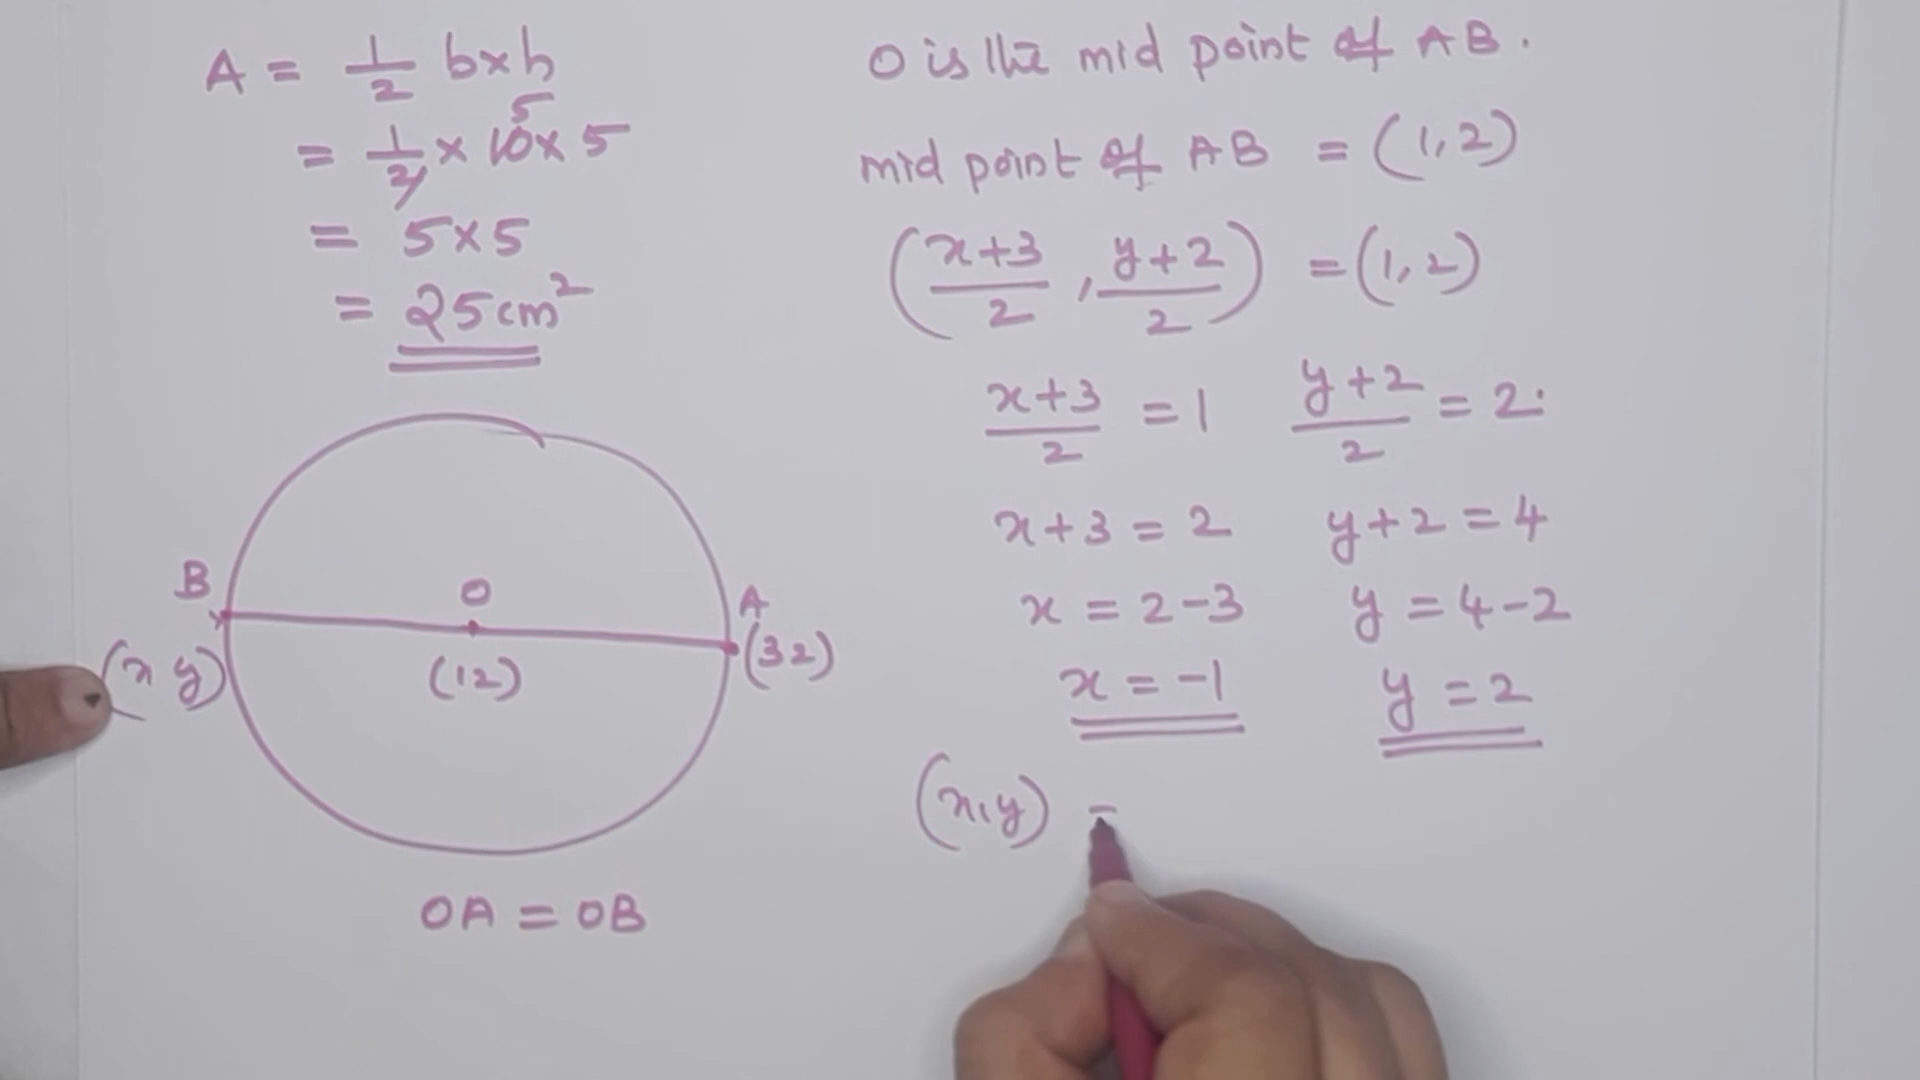 A = 1/2 b×h
= 1/2 × 10 5 × 5
= 5×5
= 25cm²
B
O
A
(x y)
(1 2)
(3 2)
OA = OB
O is the mid point of AB.
mid point of AB = (1, 2)
(x+3/2, y+2/2) = (1, 2)
x+3/2 = 1 y+2/2 = 2
x+3 = 2 y+2 = 4
x = 2-3 y = 4-2
x = -1 y = 2
(x, y) =